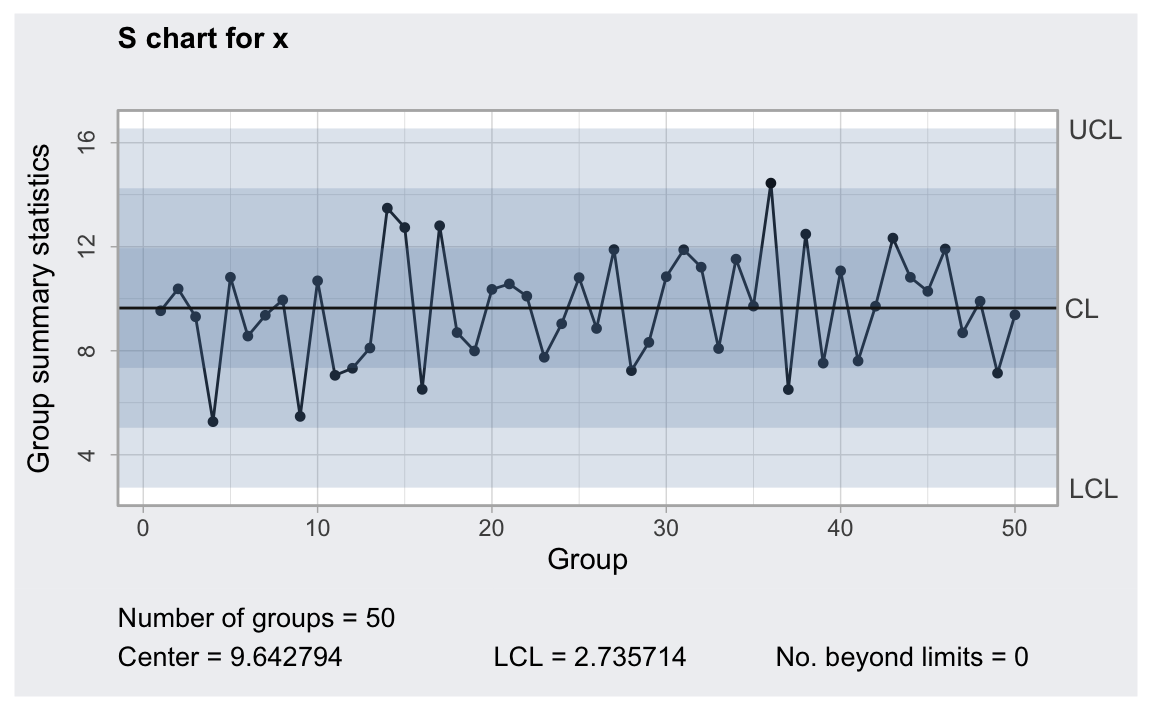 S chart for x
Group summary statistics
16
12
8
4
UCL
CL
LCL
0 10 20 30 40 50
Group
Number of groups = 50
Center = 9.642794 LCL = 2.735714 No. beyond limits = 0